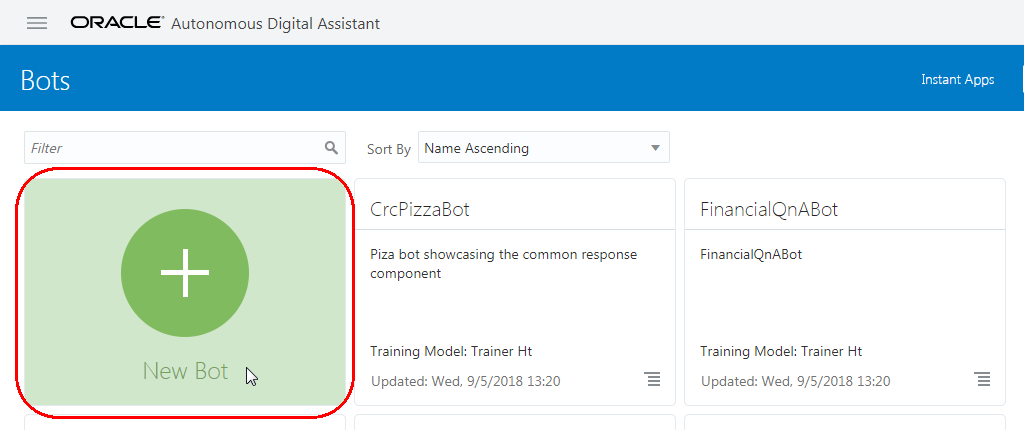 ORACLE® Autonomous Digital Assistant
Bots
Instant Apps
Filter
Sort By
Name Ascending
New Bot
CrcPizzaBot
Piza bot showcasing the common response
component
Training Model: Trainer Ht
Updated: Wed, 9/5/2018 13:20
FinancialQnABot
FinancialQnABot
Training Model: Trainer Ht
Updated: Wed, 9/5/2018 13:20